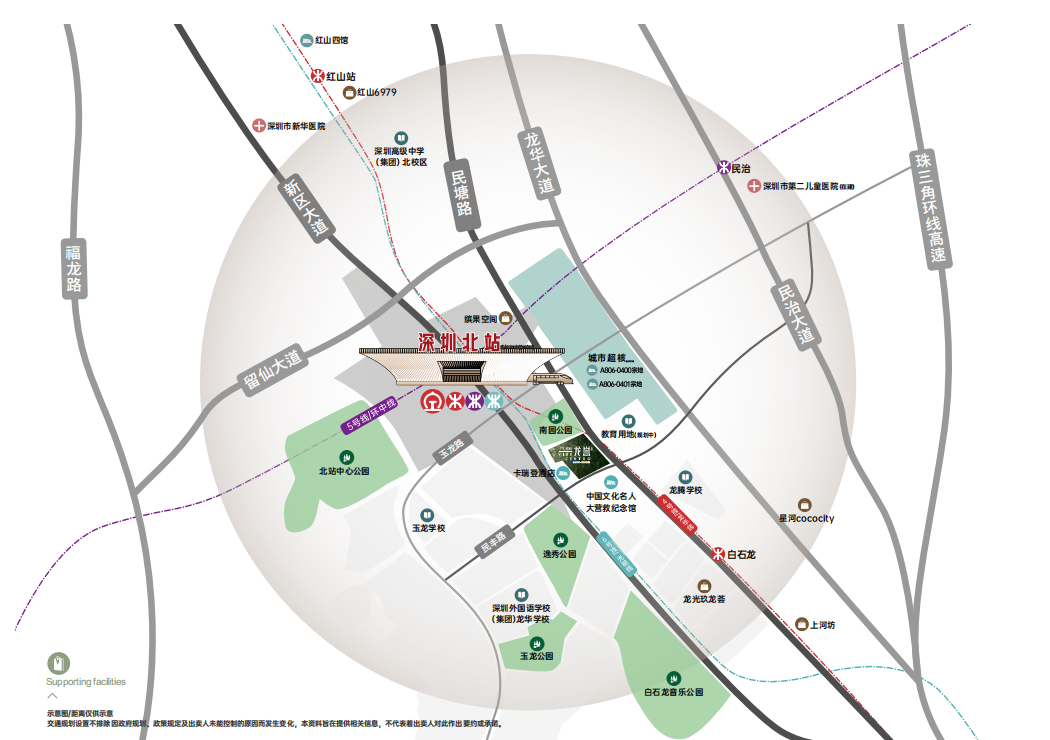 红山四馆
红山站
红山6979
深圳市新华医院
深圳高级中学
(集团) 北校区
新区大道
民塘路
龙华大道
民治
深圳市第二儿童医院(在建)
珠三角环线高速
福龙路
民治大道
缤果空间
深圳北站
城市超核
A806-0400宗地
A806-0401宗地
留仙大道
5号线/环中线
南园公园
教育用地(规划中)
玉龙路
北站中心公园
卡瑞登酒店
中国文化名人
大营救纪念馆
龙腾学校
玉龙学校
星河cococity
民丰路
逸秀公园
白石龙
龙光玖龙荟
深圳外国语学校
(集团)龙华学校
上河坊
玉龙公园
白石龙音乐公园
Supporting facilities
示意图/距离仅供示意
交通规划设置不排除因政府规划、政策规定及出卖人未能控制的原因而发生变化，本资料旨在提供相关信息，不代表着出卖人对此作出要约或承诺。